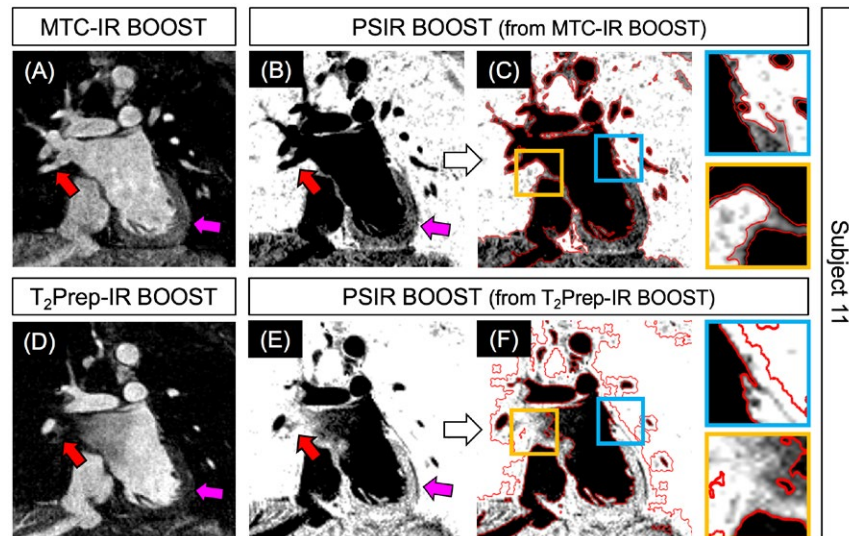 MTC-IR BOOST
PSIR BOOST (from MTC-IR BOOST)
(A)
(B)
(C)
T₂Prep-IR BOOST
PSIR BOOST (from T₂Prep-IR BOOST)
(D)
(E)
(F)
Subject 11